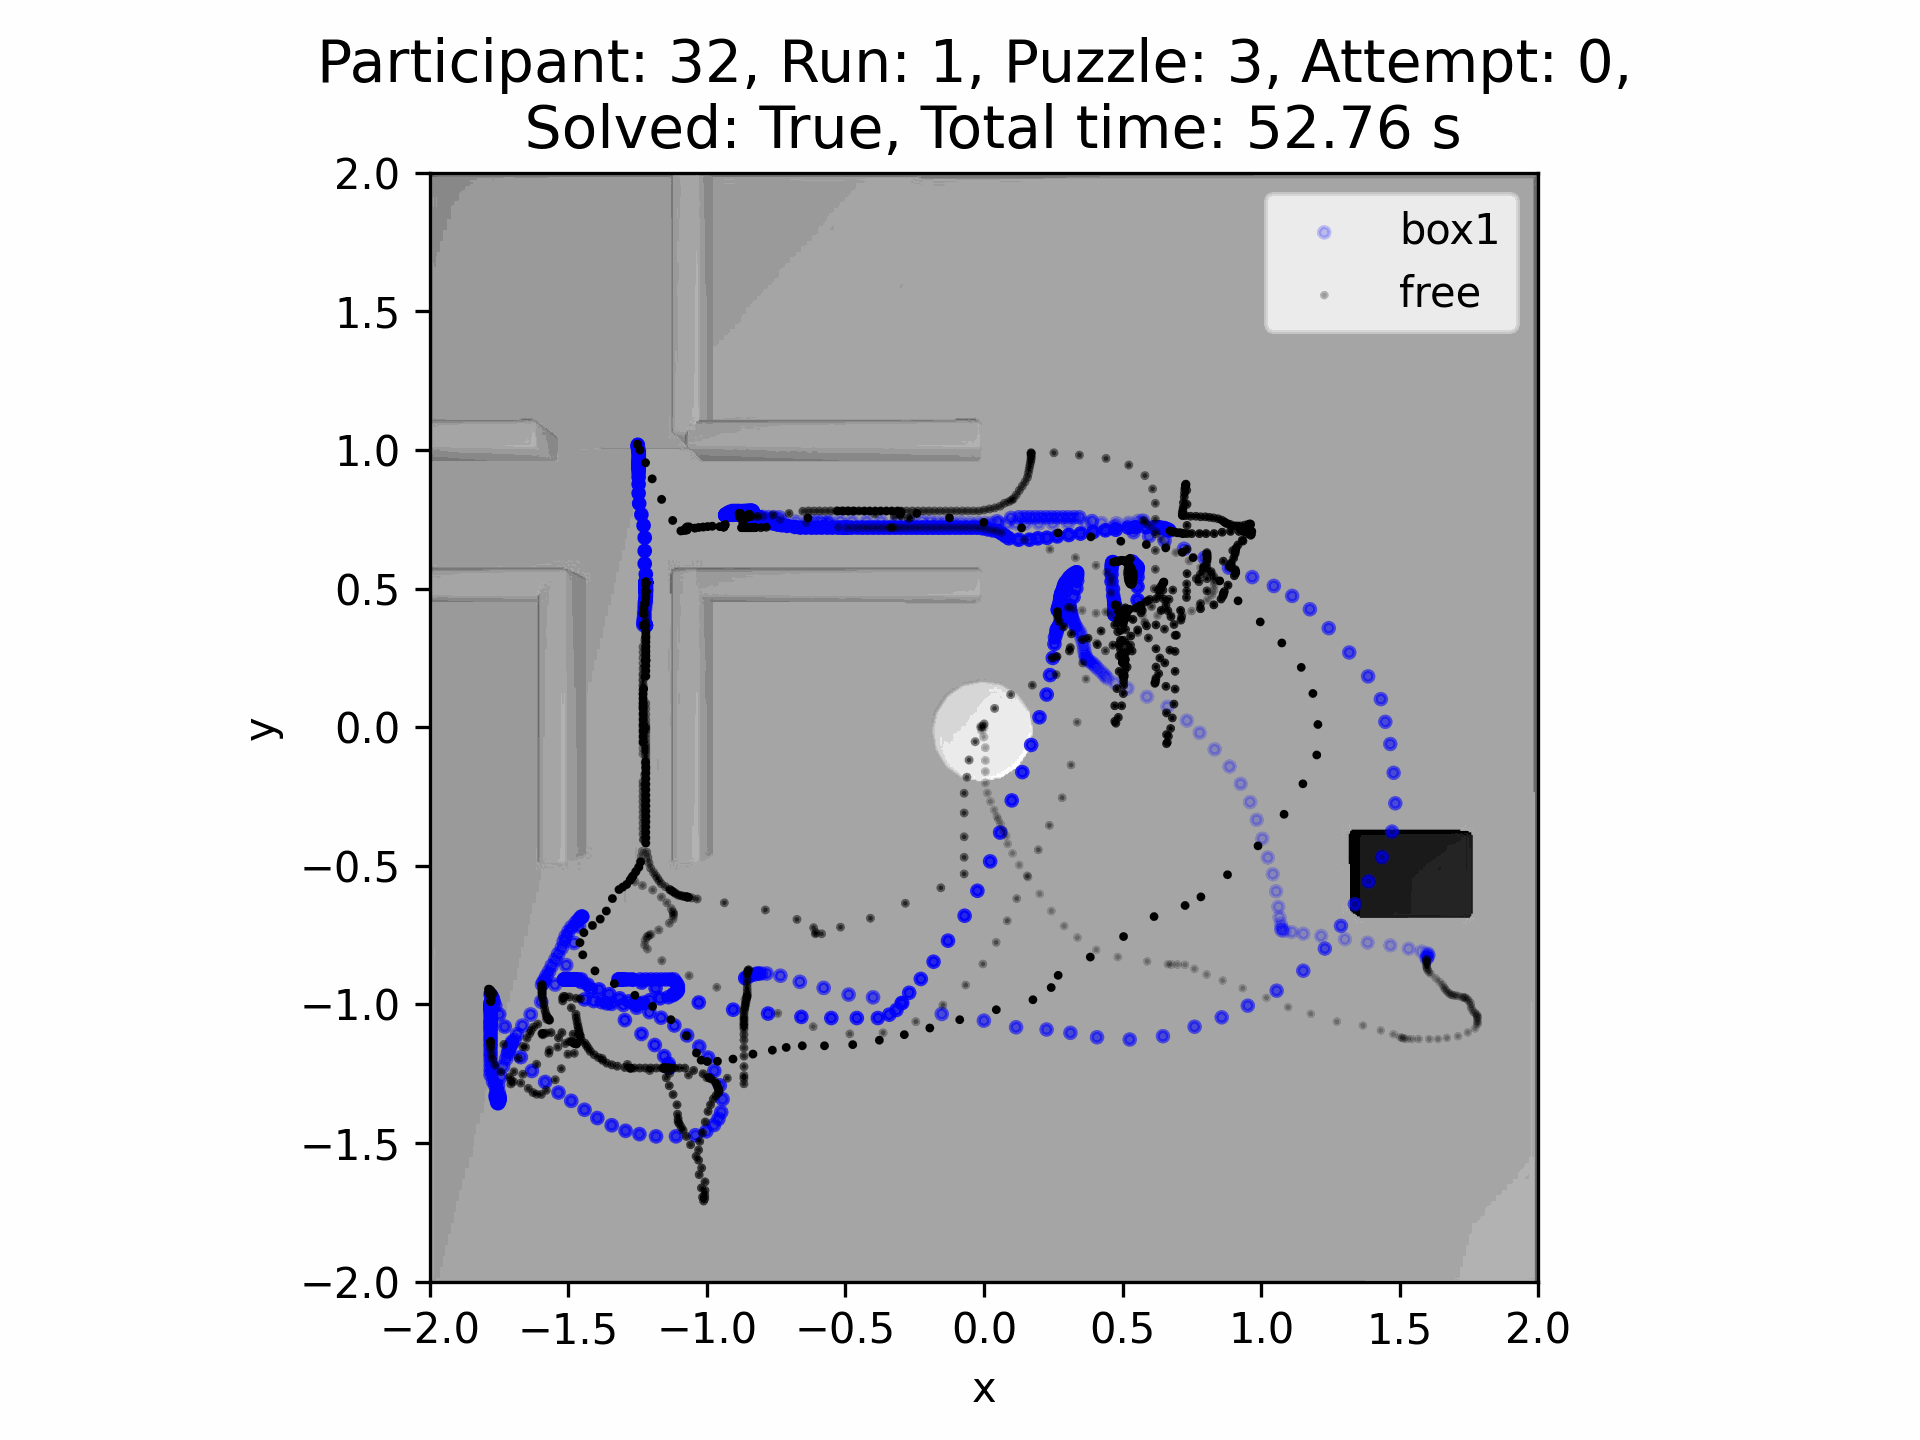 Participant: 32, Run: 1, Puzzle: 3, Attempt: 0,
Solved: True, Total time: 52.76 s
2.0
1.5
1.0
0.5
0.0
−0.5
−1.0
−1.5
−2.0
y
box1
free
−2.0 −1.5 −1.0 −0.5 0.0 0.5 1.0 1.5 2.0
x